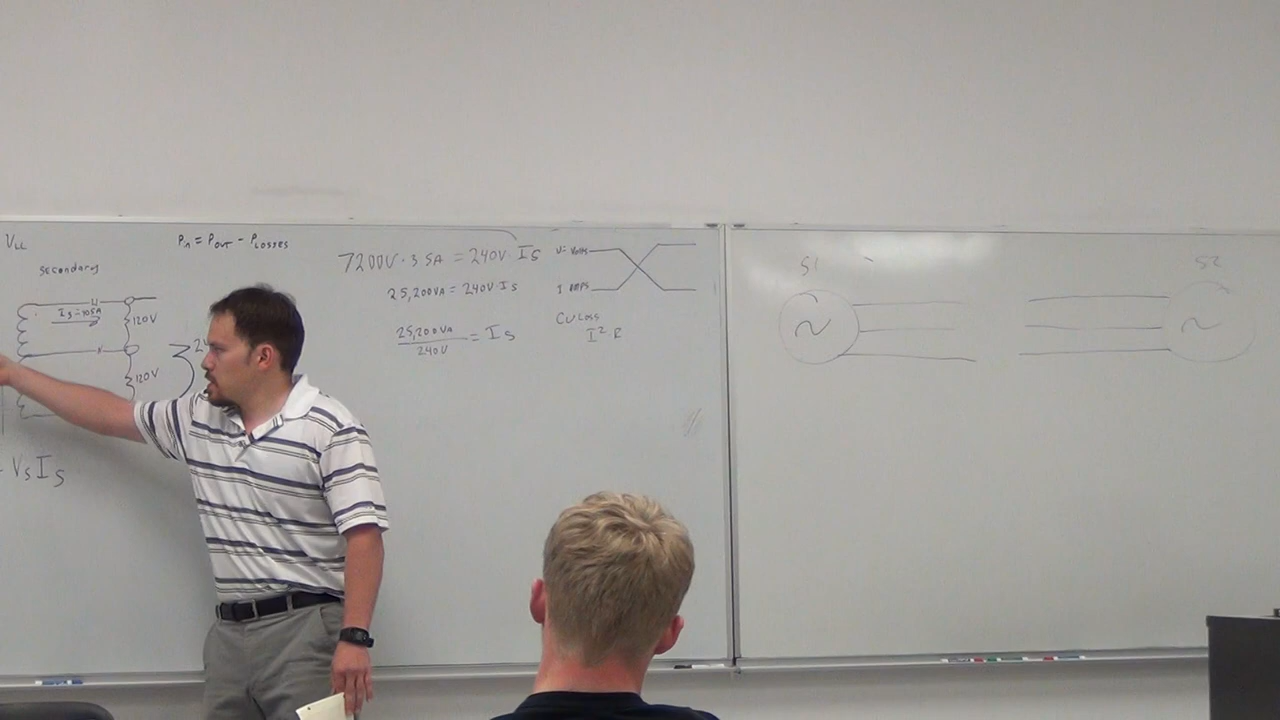 VLL
Secondary
Is=105A
N
120V
120V
VsIs
Pn = POUT - PLOSSES
7200V · 3.5A = 240V · Is
25,200VA = 240V · Is
25,200VA
240V
= Is
V= Volts
I AMPS
CU LOSS
I² R
S1
S2